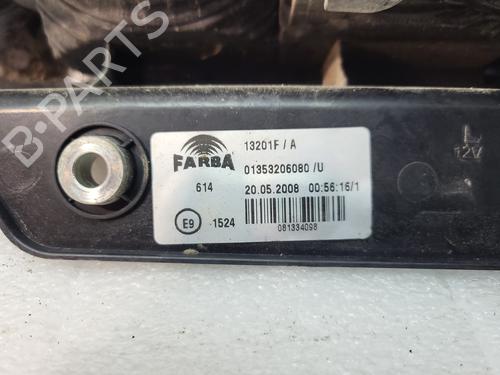 FARBA
614
E9 1524
13201F / A
01353206080 /U
20.05.2008 00:56:16/1
081334098
L
12V
B-PARTS